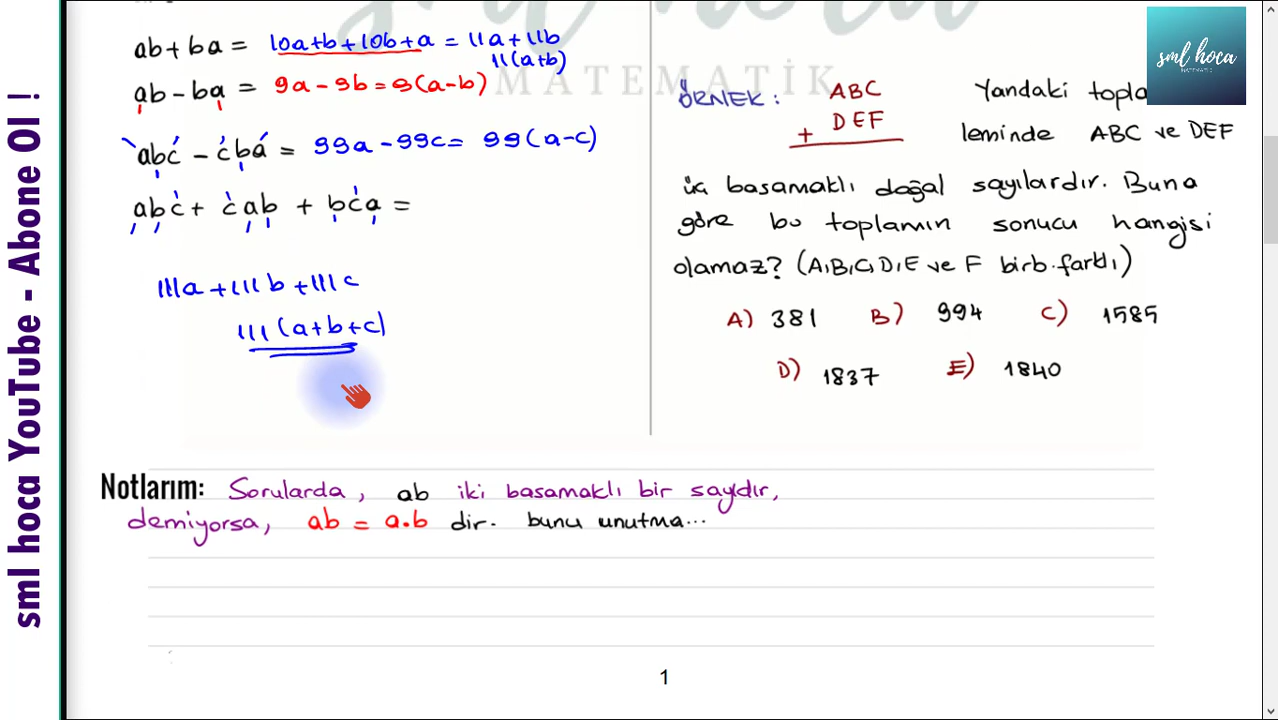 sml hoca YouTube - Abone Ol !
ab+ba = 10a+b+10b+a = 11a+11b
11(a+b)
ab-ba = 9a-9b=9(a-b)
abc - cba = 99a-99c= 99(a-c)
abc+ cab + bca =
111a+111b+111c
111(a+b+c)
MATEMATİK
sml hoca
MATEMATİK
ÖRNEK: ABC
+ DEF
Yandaki topla
leminde ABC ve DEF
üç basamaklı doğal sayılardır. Buna
göre bu toplamın sonucu hangisi
olamaz? (A,B,C,D,E ve F birb.farklı)
A) 381 B) 994 C) 1585
D) 1837 E) 1840
Notlarım: Sorularda, ab iki basamaklı bir sayıdır,
demiyorsa, ab = a.b dir. bunu unutma...
1